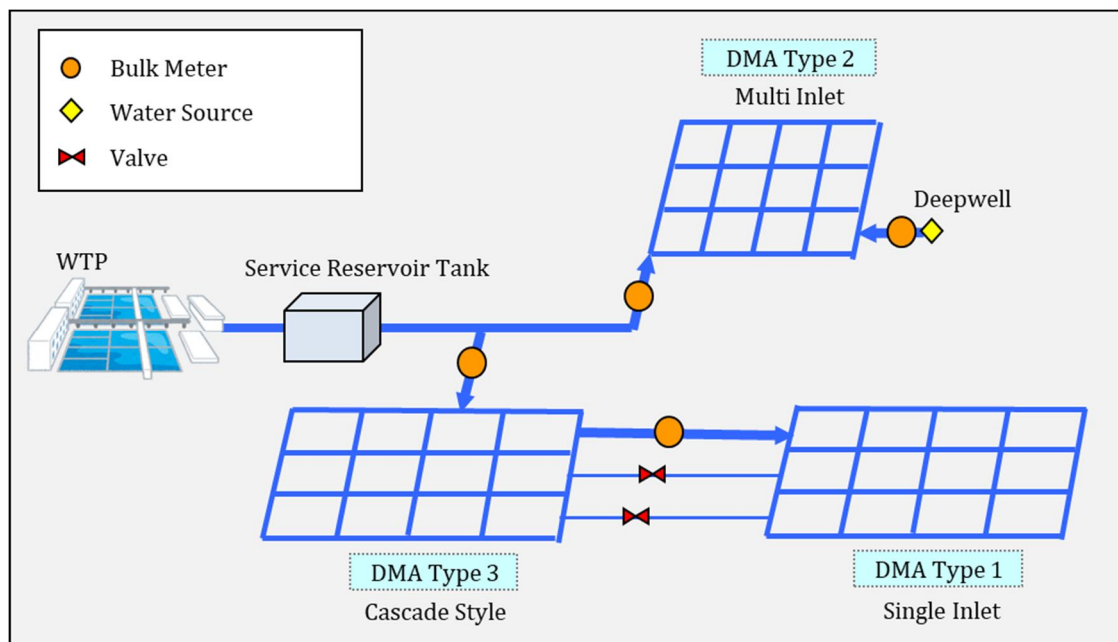 Bulk Meter
Water Source
Valve
DMA Type 2
Multi Inlet
Deepwell
WTP
Service Reservoir Tank
DMA Type 3
Cascade Style
DMA Type 1
Single Inlet